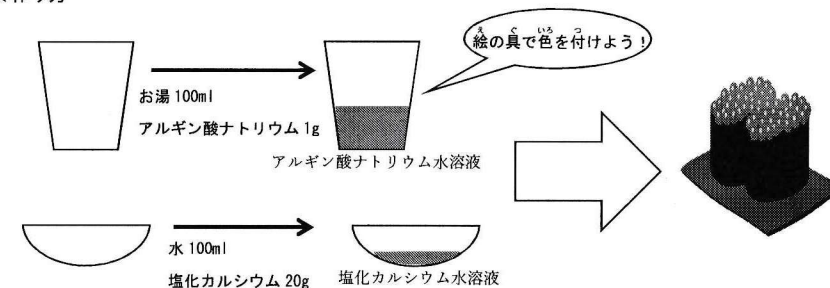 絵の具で色を付けよう！
お湯 100ml
アルギン酸ナトリウム 1g
アルギン酸ナトリウム水溶液
水 100ml
塩化カルシウム 20g
塩化カルシウム水溶液